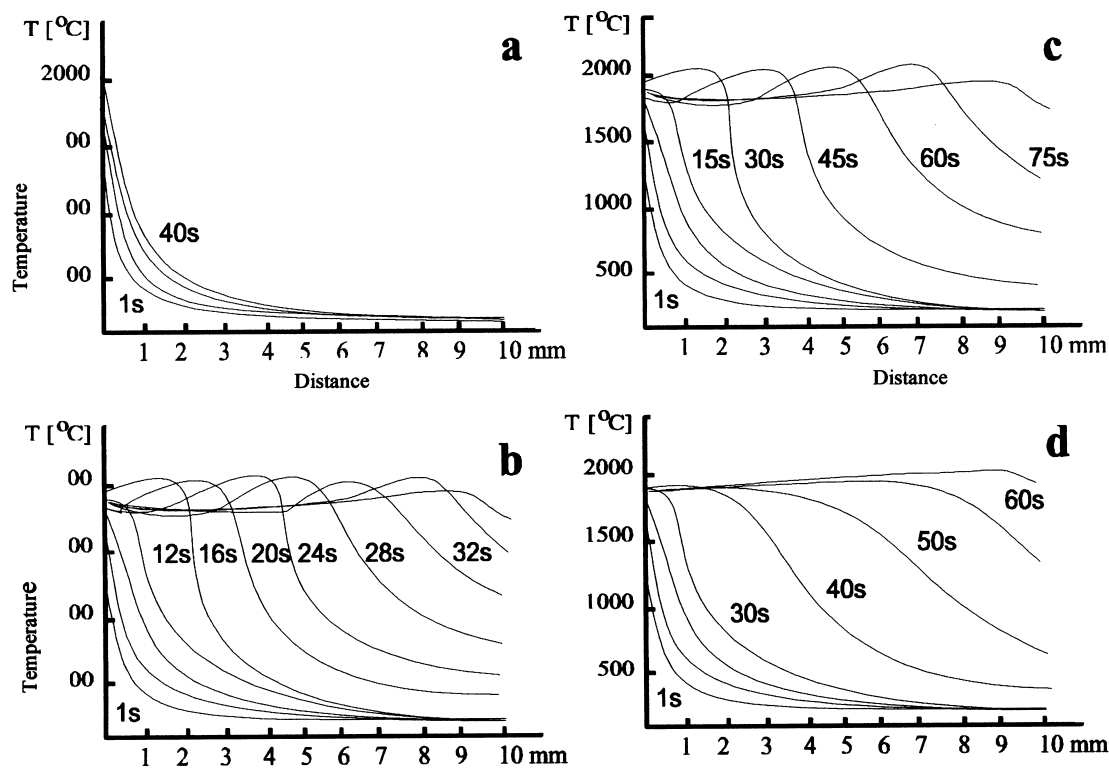 T [°C]
a
2000
00
00
00
Temperature
40s
1s
1 2 3 4 5 6 7 8 9 10 mm
Distance
T [°C]
c
2000
1500
1000
500
15s 30s 45s 60s 75s
1s
1 2 3 4 5 6 7 8 9 10 mm
Distance
T [°C]
b
00
00
00
00
Temperature
12s 16s 20s 24s 28s 32s
1s
1 2 3 4 5 6 7 8 9 10 mm
T [°C]
d
2000
1500
1000
500
60s
50s
40s
30s
1s
1 2 3 4 5 6 7 8 9 10 mm